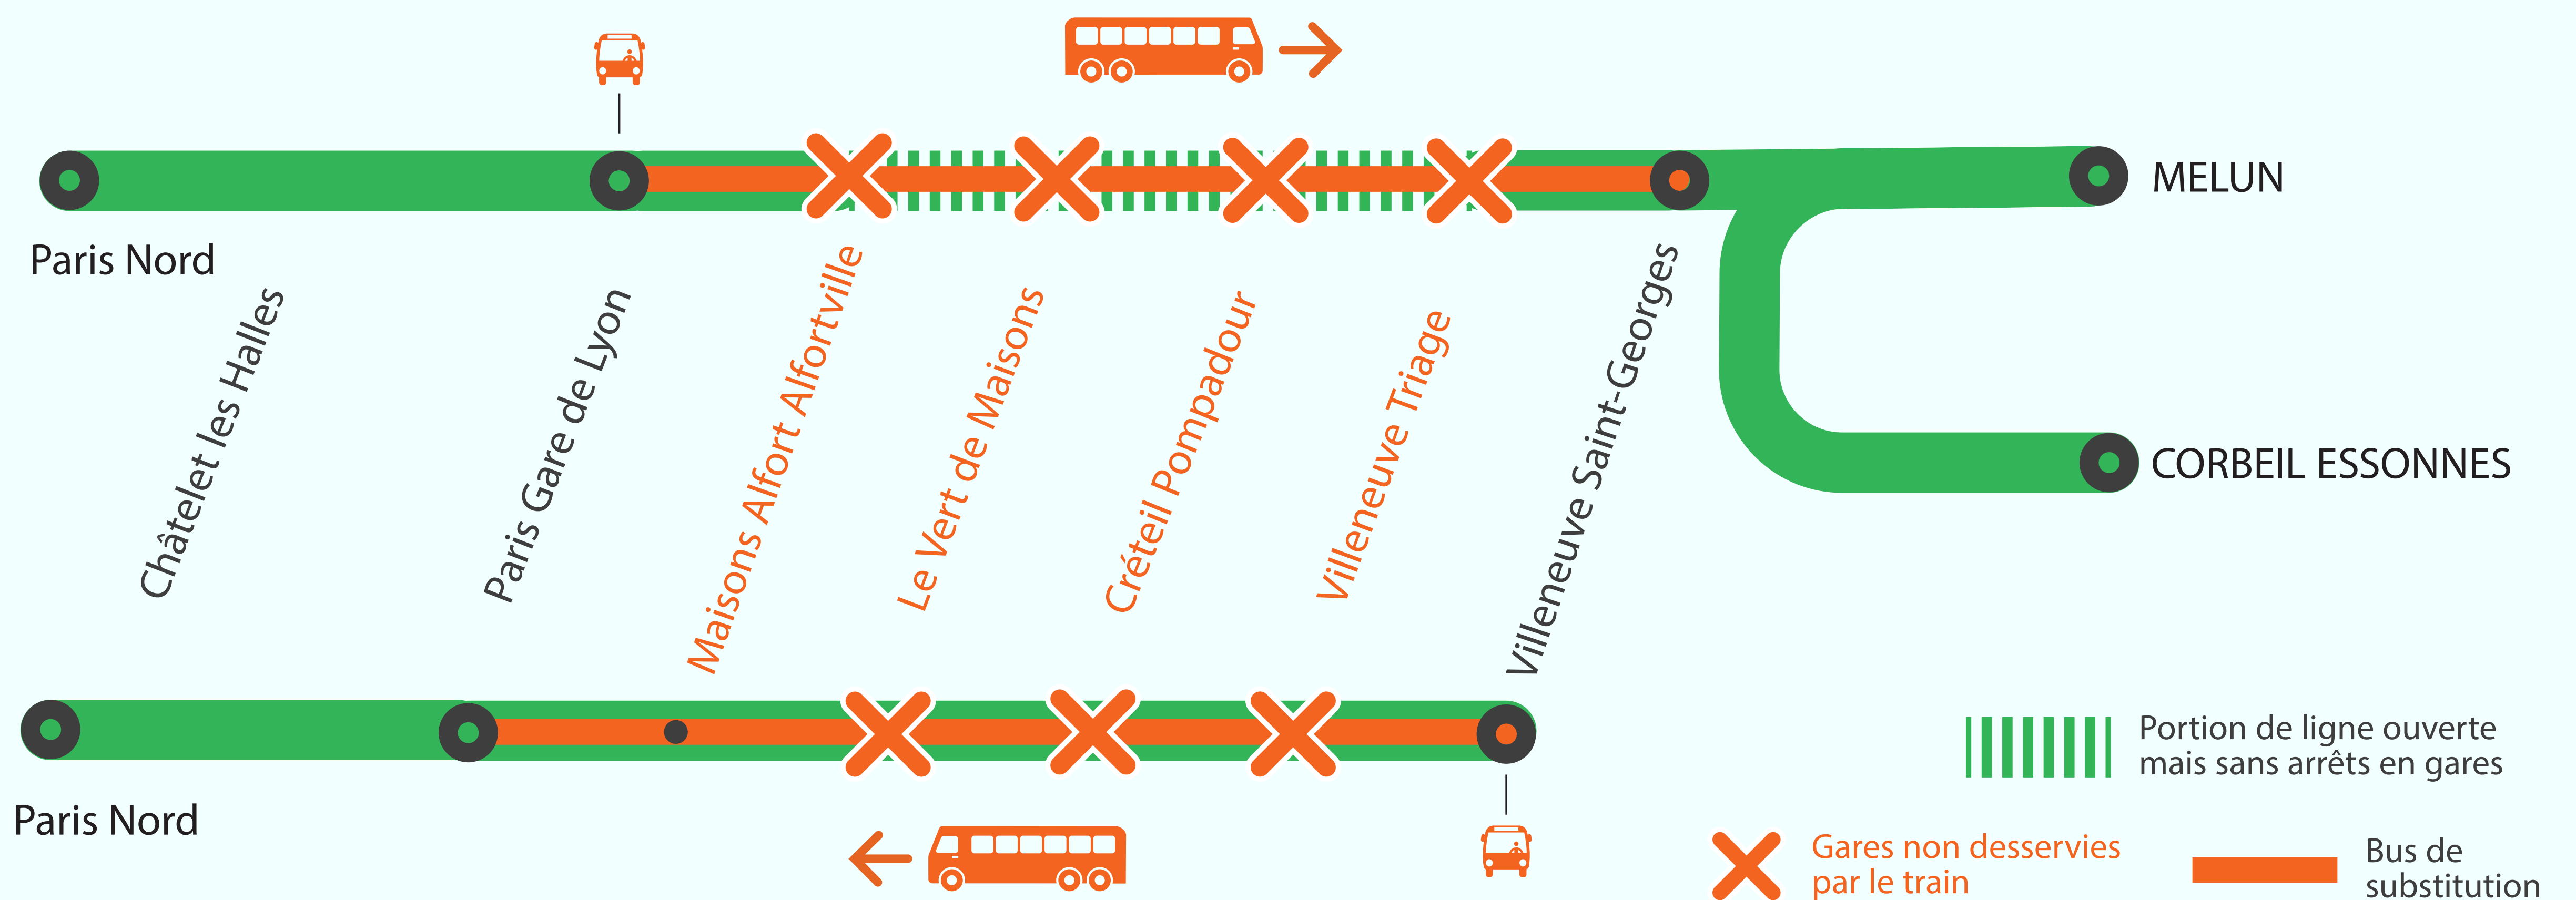 MELUN
Paris Nord
Châtelet les Halles
Paris Gare de Lyon
Maisons Alfort Alfortville
Le Vert de Maisons
Créteil Pompadour
Villeneuve Triage
Villeneuve Saint-Georges
CORBEIL ESSONNES
Paris Nord
Portion de ligne ouverte
mais sans arrêts en gares
Gares non desservies
par le train
Bus de
substitution